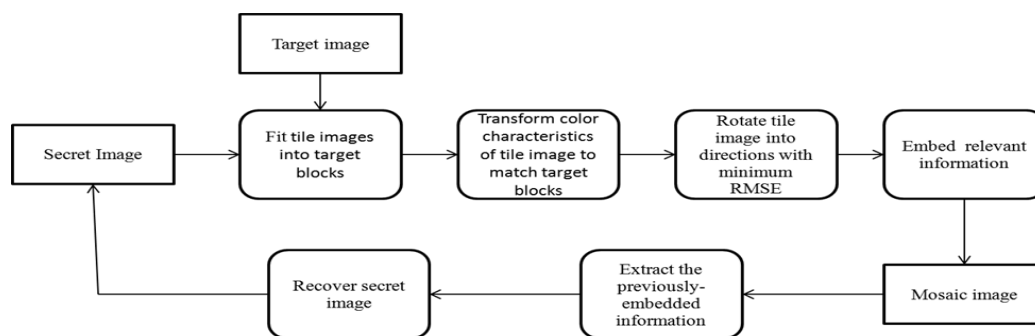 Target image
Secret Image
Fit tile images
into target
blocks
Transform color
characteristics
of tile image to
match target blocks
Rotate tile
image into
directions with
minimum
RMSE
Embed relevant
information
Recover secret
image
Extract the
previously-
embedded
information
Mosaic image